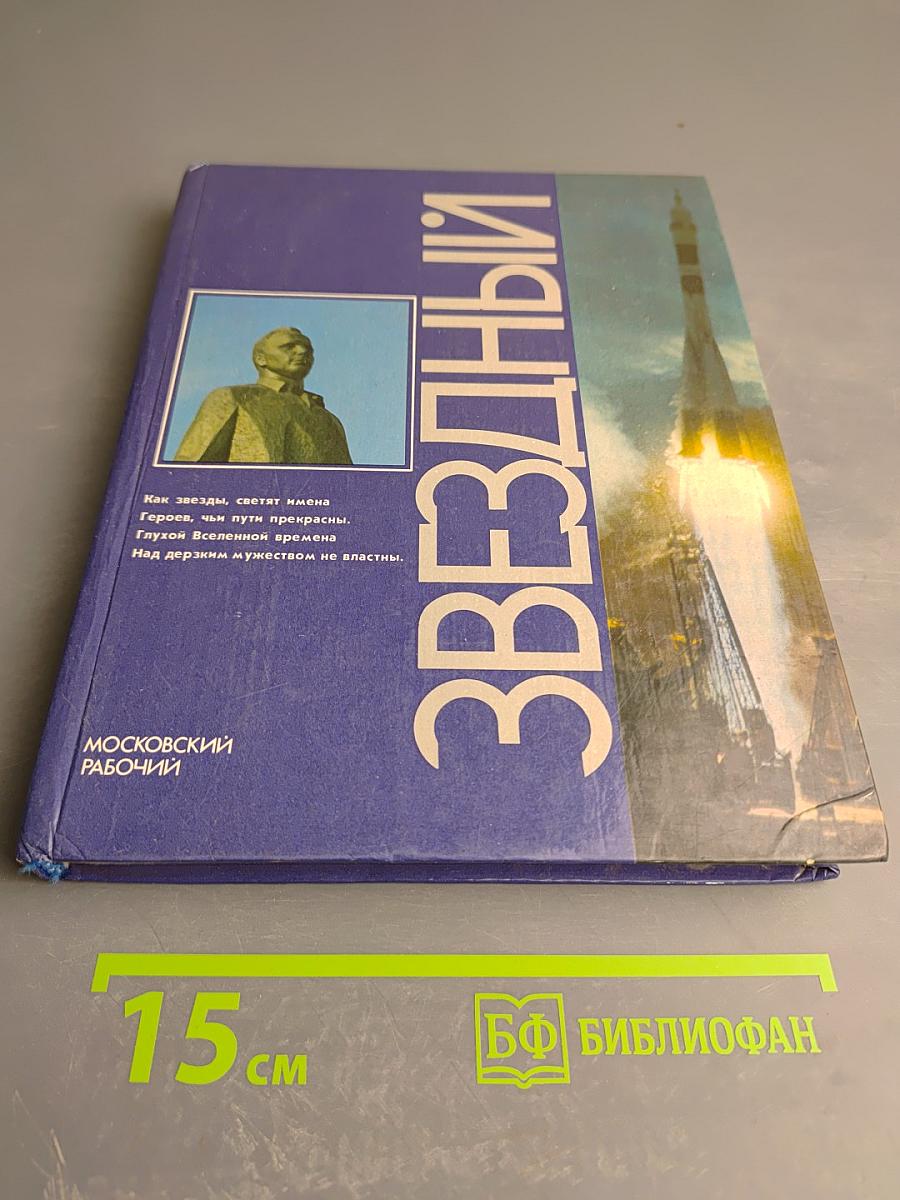 ЗВЕЗДНЫЙ
Как звезды, светят имена
Героев, чьи пути прекрасны.
Глухой Вселенной времена
Над дерзким мужеством не властны.
МОСКОВСКИЙ
РАБОЧИЙ
15 см
БФ БИБЛИОФАН